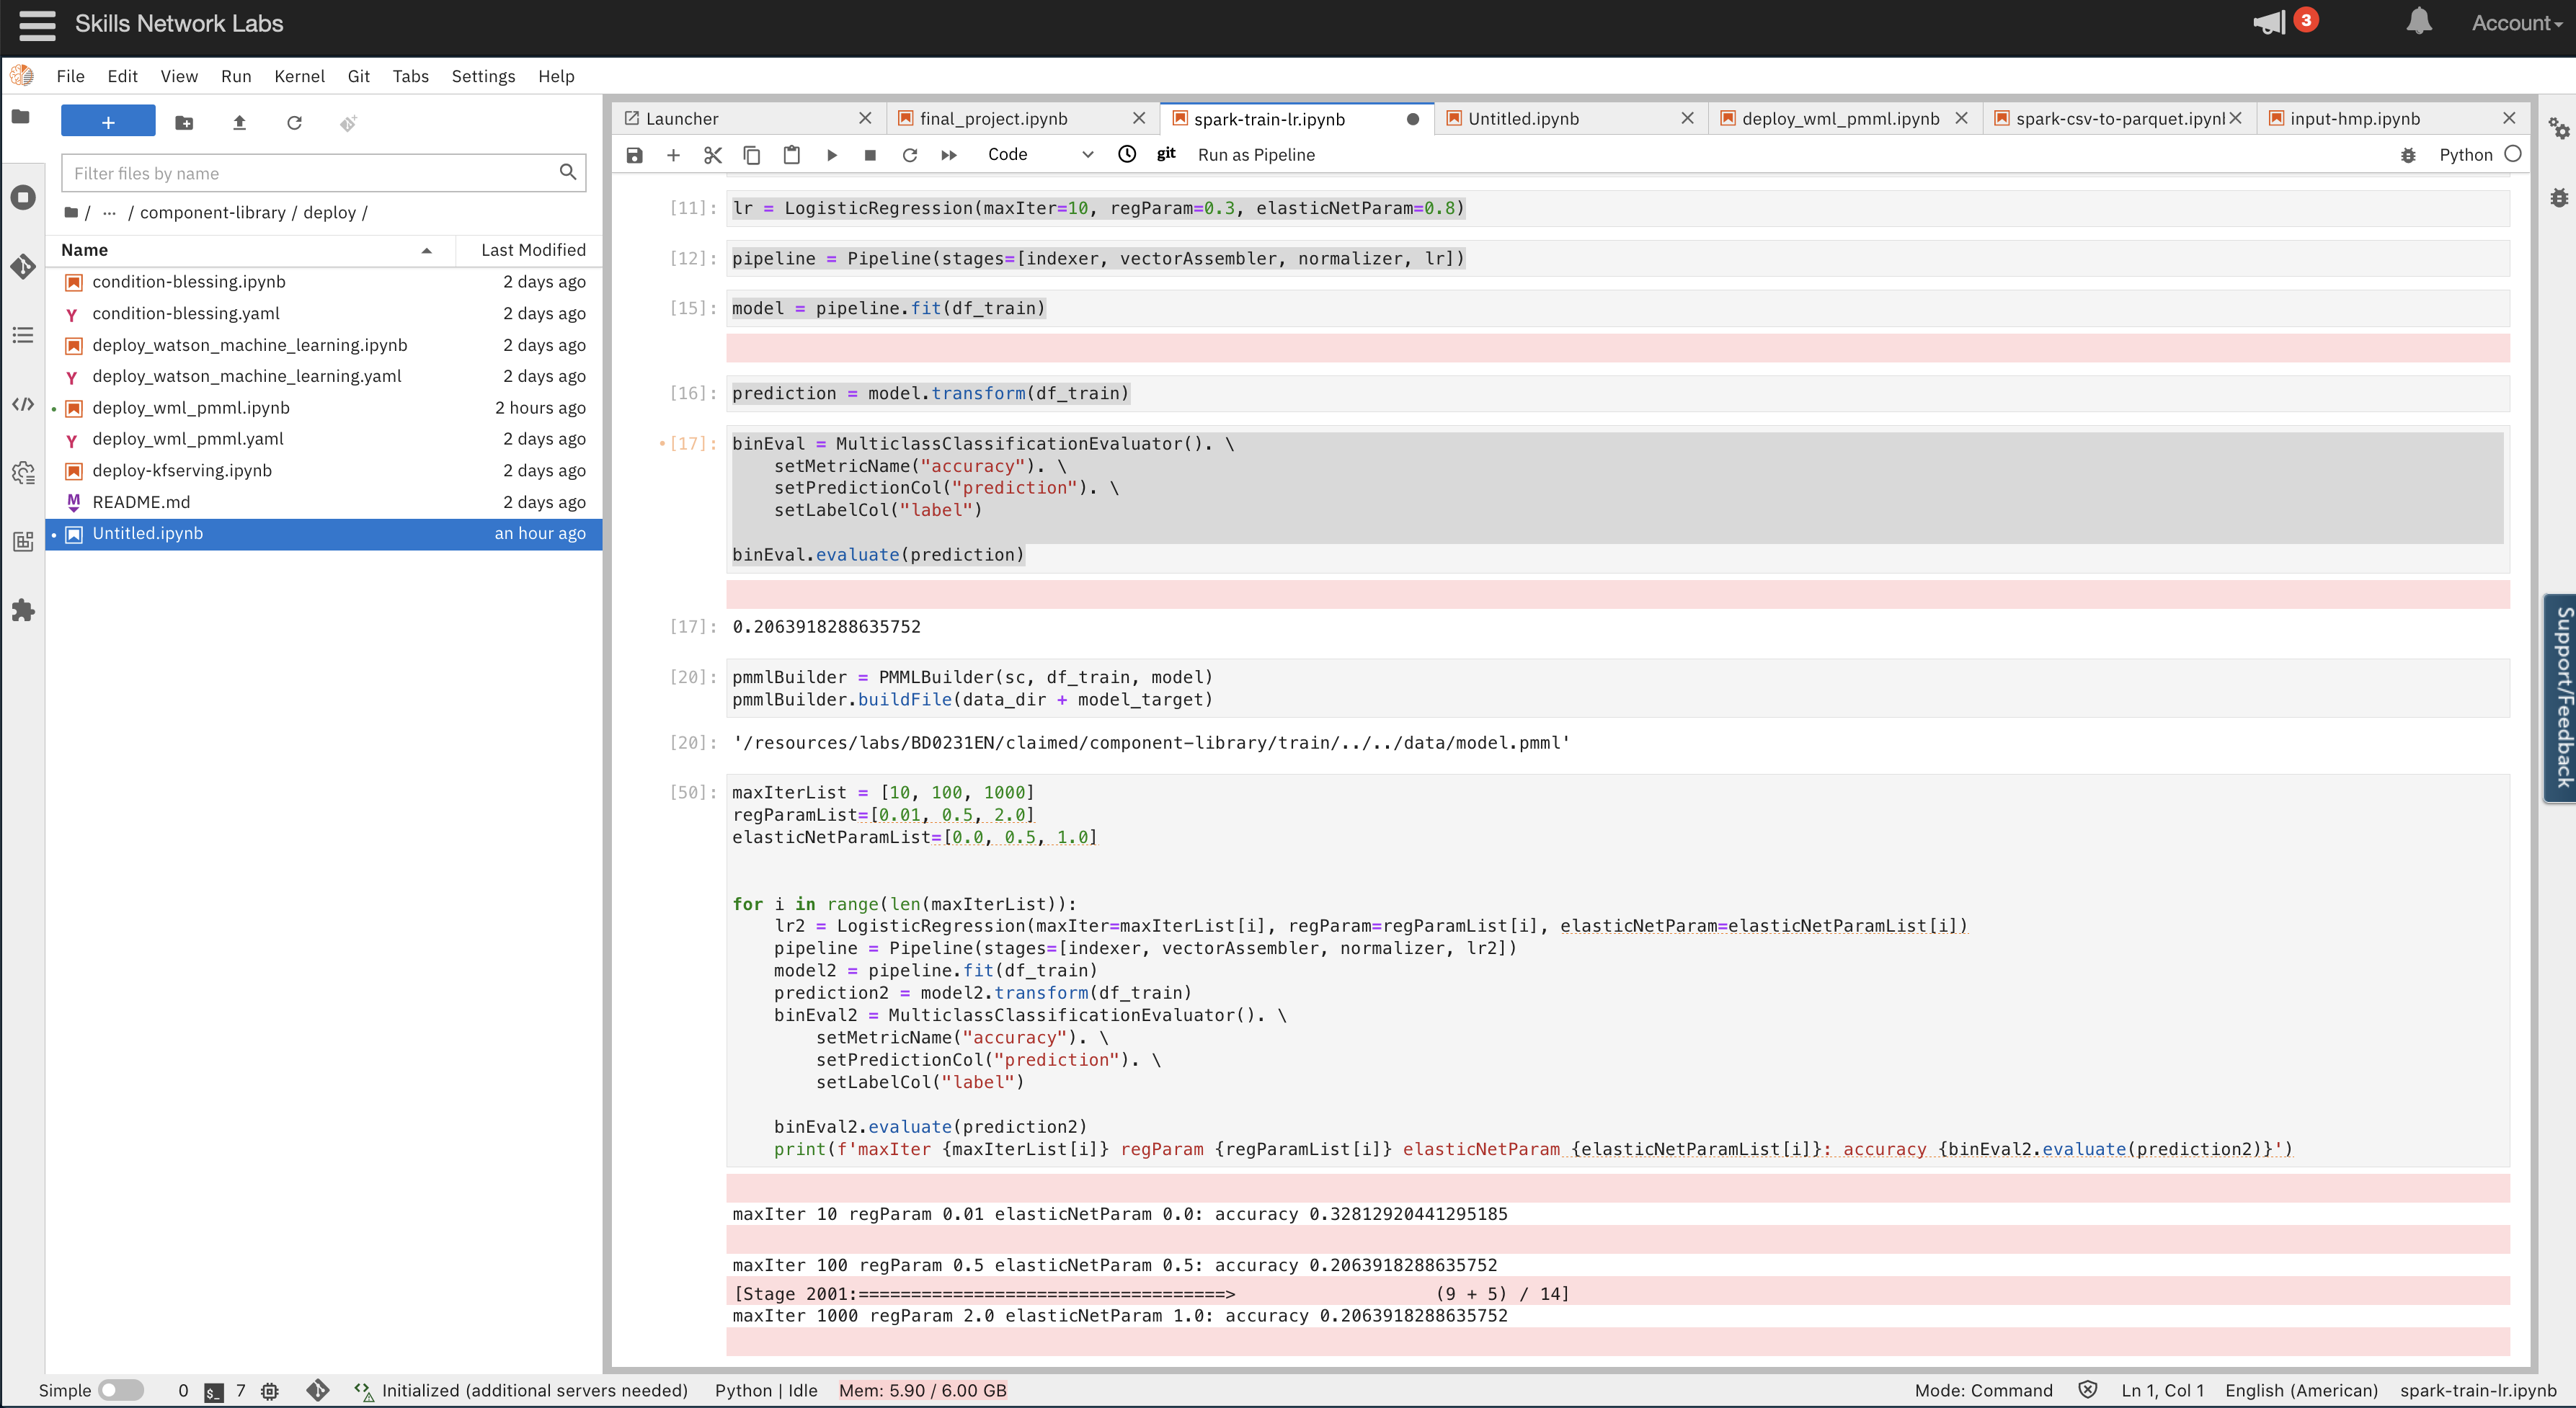 Skills Network Labs
3
Account
File Edit View Run Kernel Git Tabs Settings Help
+
Filter files by name
/ ... / component-library / deploy /
Name Last Modified
condition-blessing.ipynb 2 days ago
condition-blessing.yaml 2 days ago
deploy_watson_machine_learning.ipynb 2 days ago
deploy_watson_machine_learning.yaml 2 days ago
deploy_wml_pmml.ipynb 2 hours ago
deploy_wml_pmml.yaml 2 days ago
deploy-kfserving.ipynb 2 days ago
README.md 2 days ago
Untitled.ipynb an hour ago
Launcher final_project.ipynb spark-train-lr.ipynb Untitled.ipynb deploy_wml_pmml.ipynb spark-csv-to-parquet.ipynl input-hmp.ipynb
Code git Run as Pipeline Python
[11]: lr = LogisticRegression(maxIter=10, regParam=0.3, elasticNetParam=0.8)
[12]: pipeline = Pipeline(stages=[indexer, vectorAssembler, normalizer, lr])
[15]: model = pipeline.fit(df_train)
[16]: prediction = model.transform(df_train)
[17]: binEval = MulticlassClassificationEvaluator(). \
setMetricName("accuracy"). \
setPredictionCol("prediction"). \
setLabelCol("label")
binEval.evaluate(prediction)
[17]: 0.2063918288635752
[20]: pmmlBuilder = PMMLBuilder(sc, df_train, model)
pmmlBuilder.buildFile(data_dir + model_target)
[20]: '/resources/labs/BD0231EN/claimed/component-library/train/../../data/model.pmml'
[50]: maxIterList = [10, 100, 1000]
regParamList=[0.01, 0.5, 2.0]
elasticNetParamList=[0.0, 0.5, 1.0]
for i in range(len(maxIterList)):
lr2 = LogisticRegression(maxIter=maxIterList[i], regParam=regParamList[i], elasticNetParam=elasticNetParamList[i])
pipeline = Pipeline(stages=[indexer, vectorAssembler, normalizer, lr2])
model2 = pipeline.fit(df_train)
prediction2 = model2.transform(df_train)
binEval2 = MulticlassClassificationEvaluator(). \
setMetricName("accuracy"). \
setPredictionCol("prediction"). \
setLabelCol("label")
binEval2.evaluate(prediction2)
print(f'maxIter {maxIterList[i]} regParam {regParamList[i]} elasticNetParam {elasticNetParamList[i]}: accuracy {binEval2.evaluate(prediction2)}')
maxIter 10 regParam 0.01 elasticNetParam 0.0: accuracy 0.32812920441295185
maxIter 100 regParam 0.5 elasticNetParam 0.5: accuracy 0.2063918288635752
[Stage 2001:===================================> (9 + 5) / 14]
maxIter 1000 regParam 2.0 elasticNetParam 1.0: accuracy 0.2063918288635752
Support/Feedback
Simple 0 $_ 7 Initialized (additional servers needed) Python | Idle Mem: 5.90 / 6.00 GB Mode: Command Ln 1, Col 1 English (American) spark-train-lr.ipynb